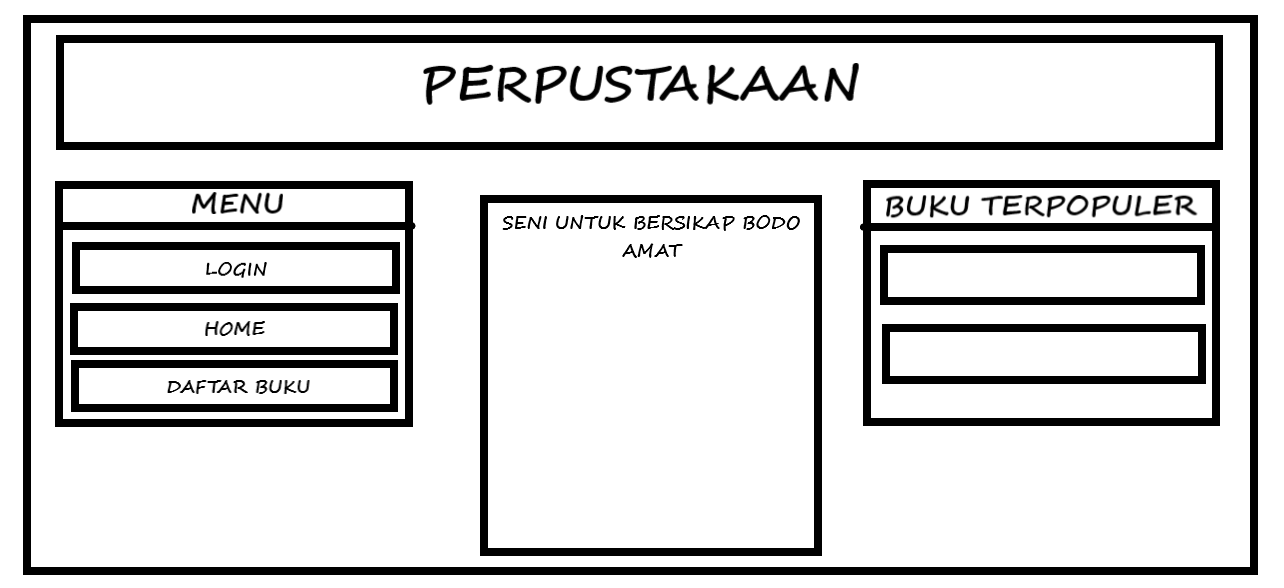 PERPUSTAKAAN
MENU
LOGIN
HOME
DAFTAR BUKU
SENI UNTUK BERSIKAP BODO
AMAT
BUKU TERPOPULER